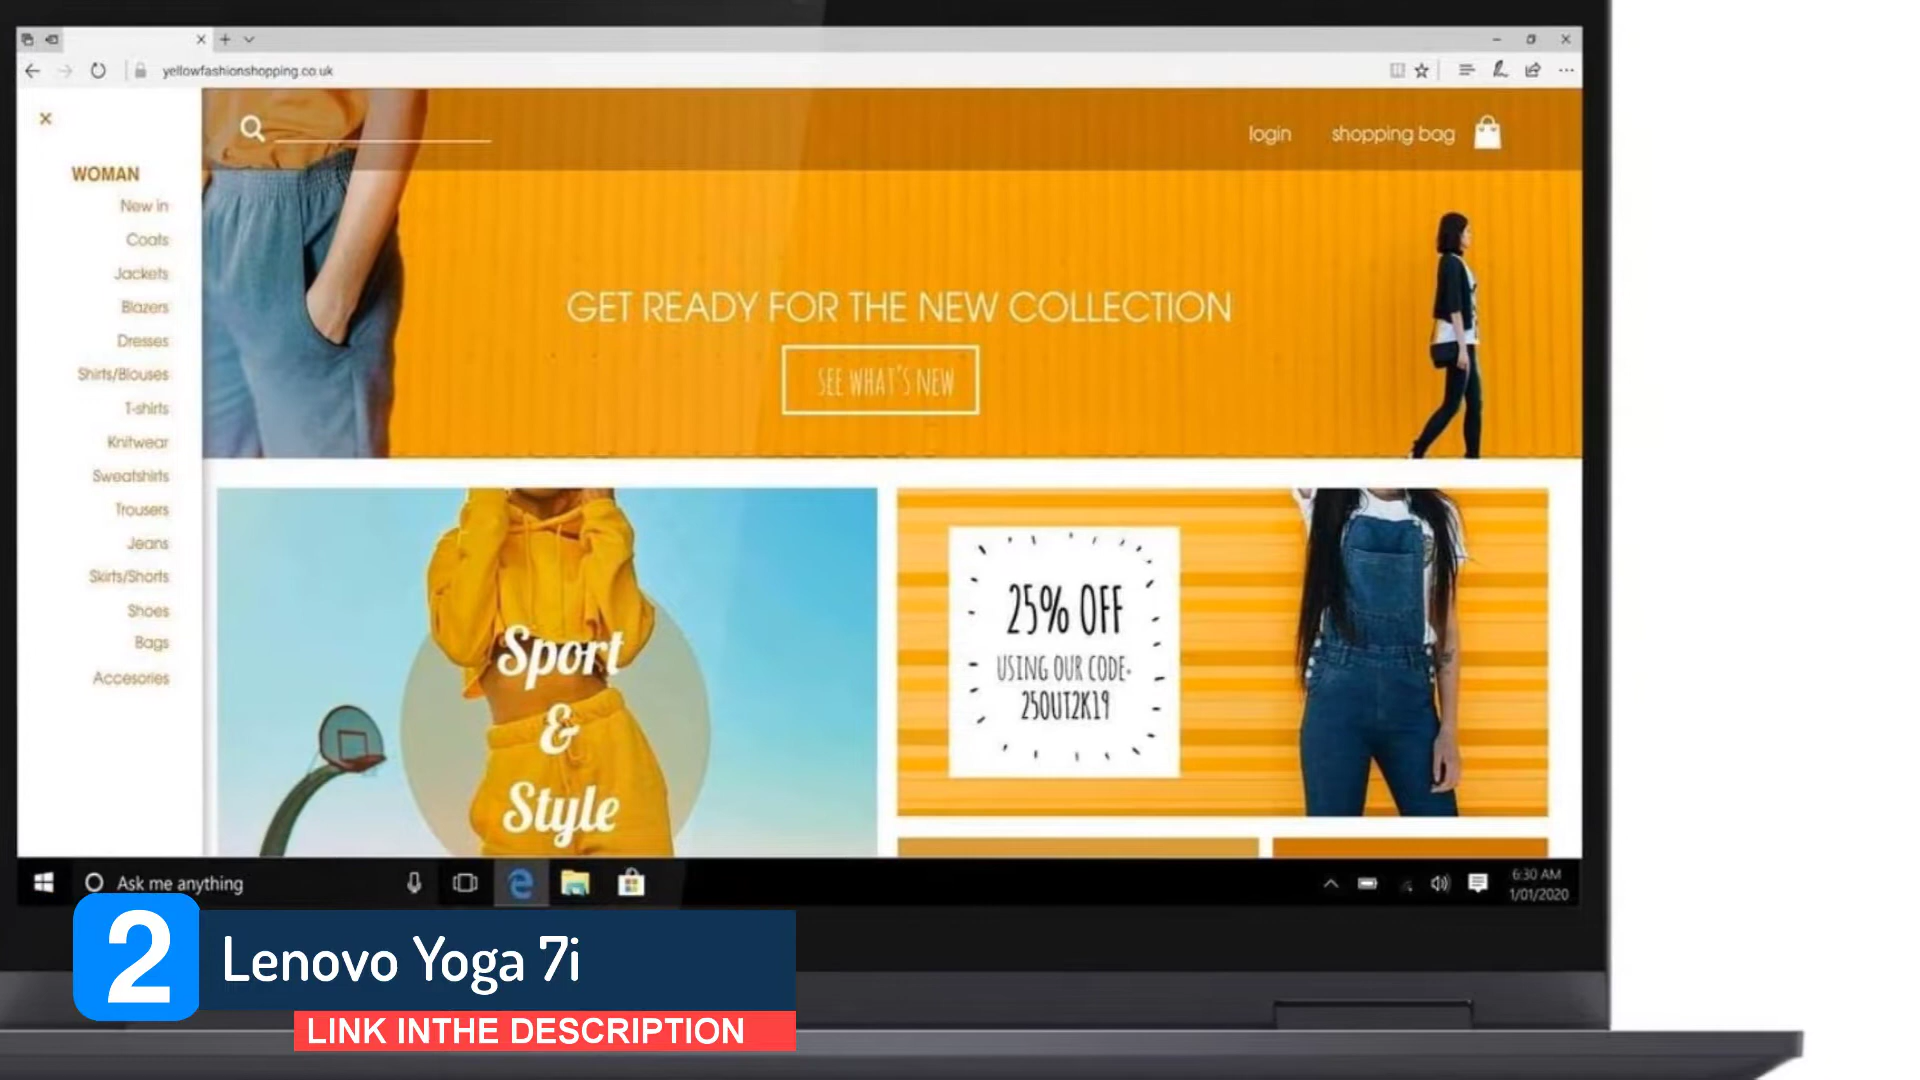 yellowfashionshopping.co.uk
login
shopping bag
WOMAN
New in
Coats
Jackets
Blazers
Dresses
Shirts/Blouses
T-shirts
Knitwear
Sweatshirts
Trousers
Jeans
Skirts/Shorts
Shoes
Bags
Accesories
GET READY FOR THE NEW COLLECTION
SEE WHAT'S NEW
Sport
&
Style
25% OFF
USING OUR CODE·
25OUT2K19
Ask me anything
6:30 AM
1/01/2020
2
Lenovo Yoga 7i
LINK INTHE DESCRIPTION